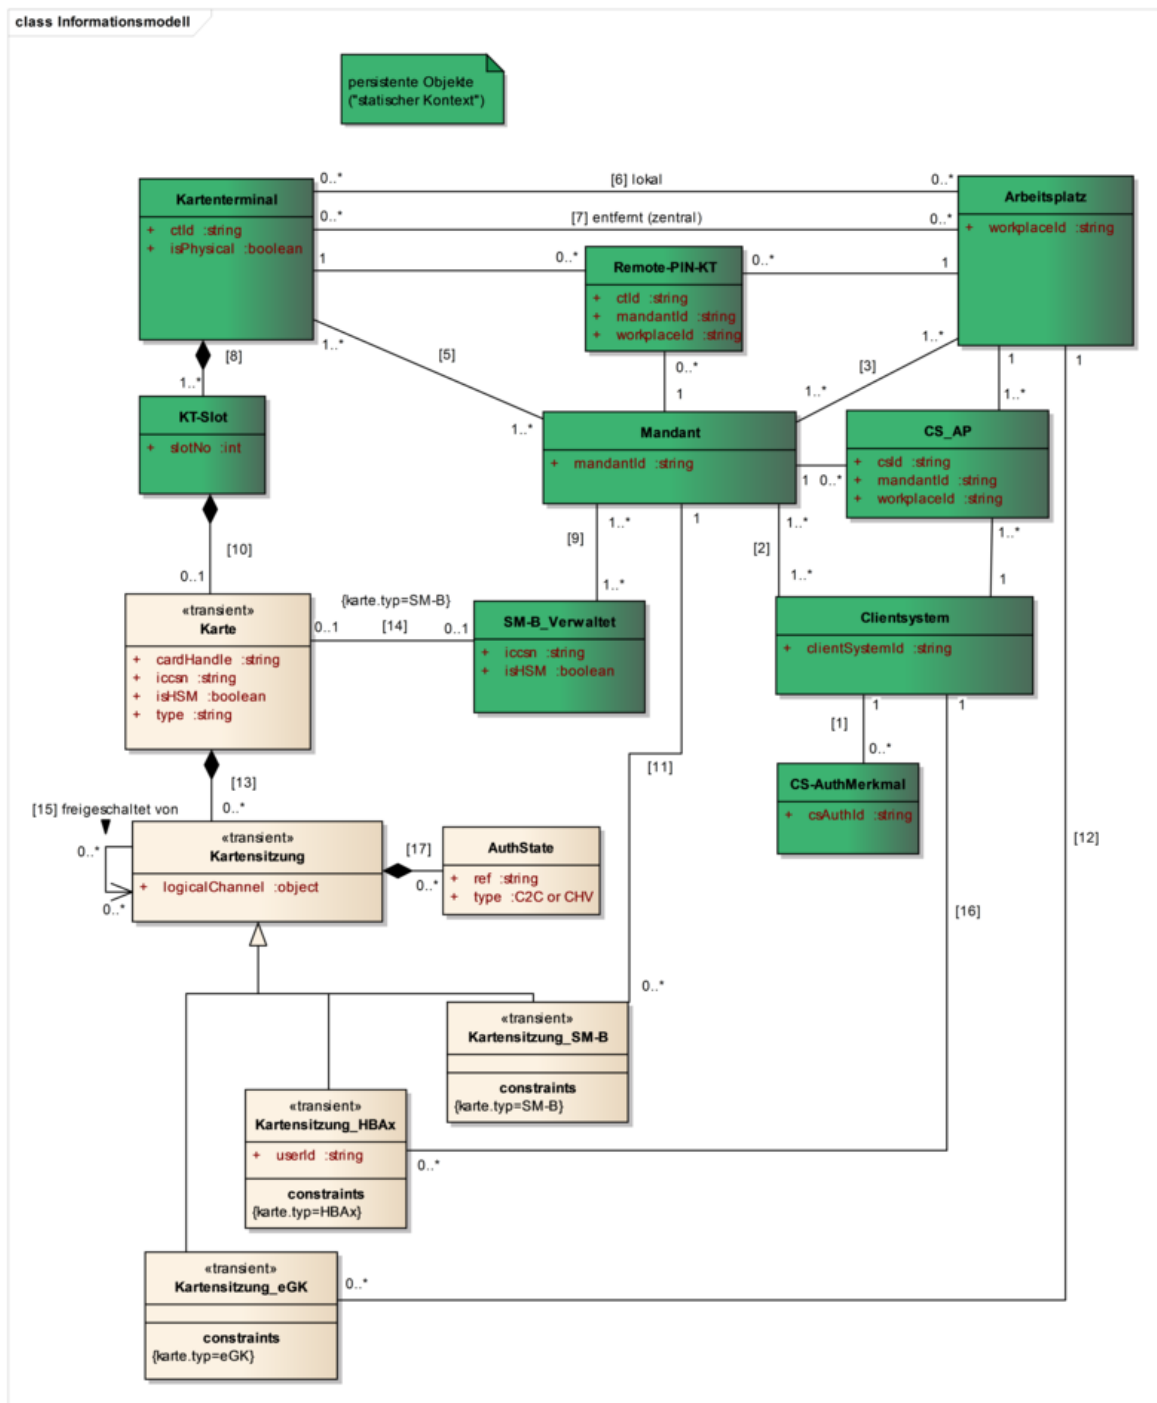 class Informationsmodell
persistente Objekte
("statischer Kontext")
0..*
[6] lokal
0..*
Kartenterminal
+ ctId :string
+ isPhysical :boolean
Arbeitsplatz
+ workplaceId :string
0..*
[7] entfernt (zentral)
0..*
1
0..*
Remote-PIN-KT
+ ctId :string
+ mandantId :string
+ workplaceId :string
0..*
1
1..*
[5]
1..*
0..*
1
1..*
[3]
1..*
1
1..*
1
[8]
1..*
KT-Slot
+ slotNo :int
Mandant
+ mandantId :string
1
0..*
CS_AP
+ csId :string
+ mandantId :string
+ workplaceId :string
[10]
0..1
1..*
[9]
1..*
1
1..*
[2]
1..*
1..*
1
«transient»
Karte
+ cardHandle :string
+ iccsn :string
+ isHSM :boolean
+ type :string
{karte.typ=SM-B}
0..1
[14]
0..1
SM-B_Verwaltet
+ iccsn :string
+ isHSM :boolean
Clientsystem
+ clientSystemId :string
1
[1]
0..*
1
[11]
CS-AuthMerkmal
+ csAuthId :string
[12]
[13]
0..*
[15] freigeschaltet von
0..*
0..*
«transient»
Kartensitzung
+ logicalChannel :object
[17]
0..*
AuthState
+ ref :string
+ type :C2C or CHV
[16]
0..*
«transient»
Kartensitzung_SM-B
constraints
{karte.typ=SM-B}
«transient»
Kartensitzung_HBAx
+ userId :string
constraints
{karte.typ=HBAx}
0..*
«transient»
Kartensitzung_eGK
constraints
{karte.typ=eGK}
0..*